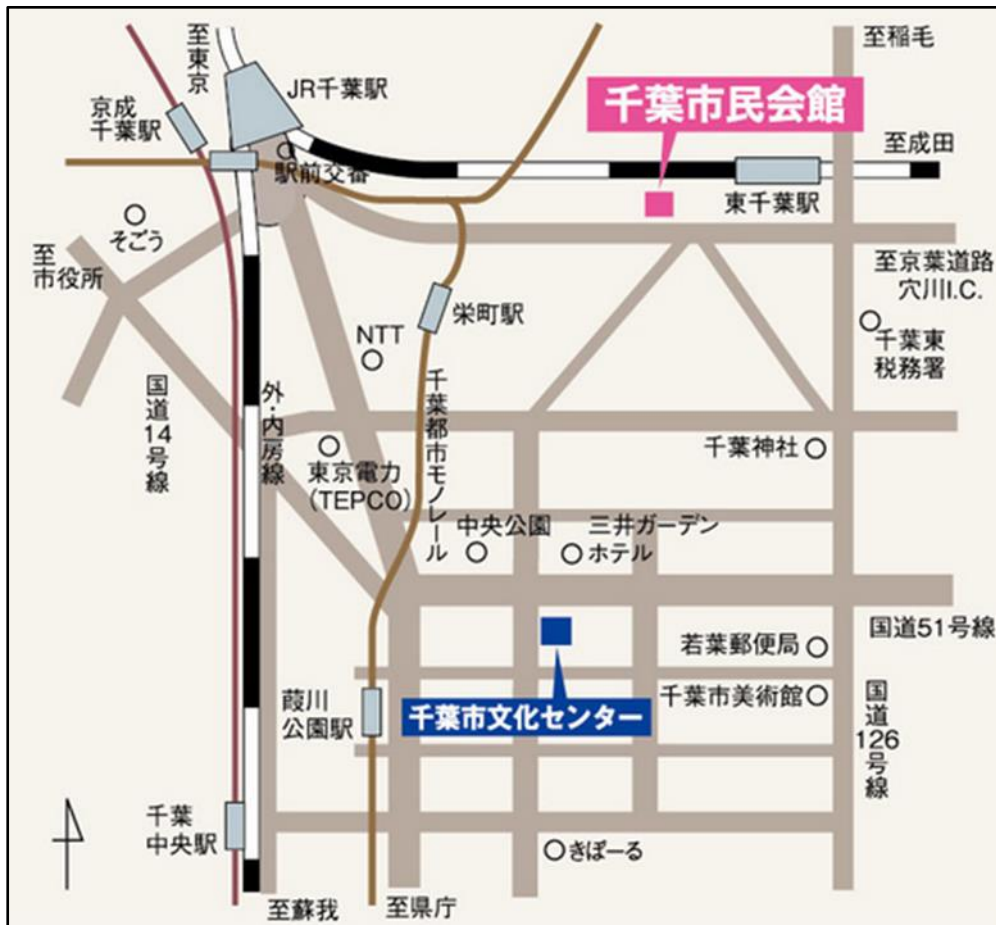 至東京
JR千葉駅
京成
千葉駅
駅前交番
そごう
至
市役所
千葉市民会館
至稲毛
至成田
東千葉駅
至京葉道路
穴川I.C.
千葉東
税務署
栄町駅
NTT
千葉都市モノレール
国道14号線
外・内房線
東京電力
(TEPCO)
千葉神社
中央公園
三井ガーデン
ホテル
国道51号線
若葉郵便局
千葉市美術館
千葉市文化センター
国道126号線
葭川
公園駅
千葉
中央駅
きぼーる
至蘇我
至県庁